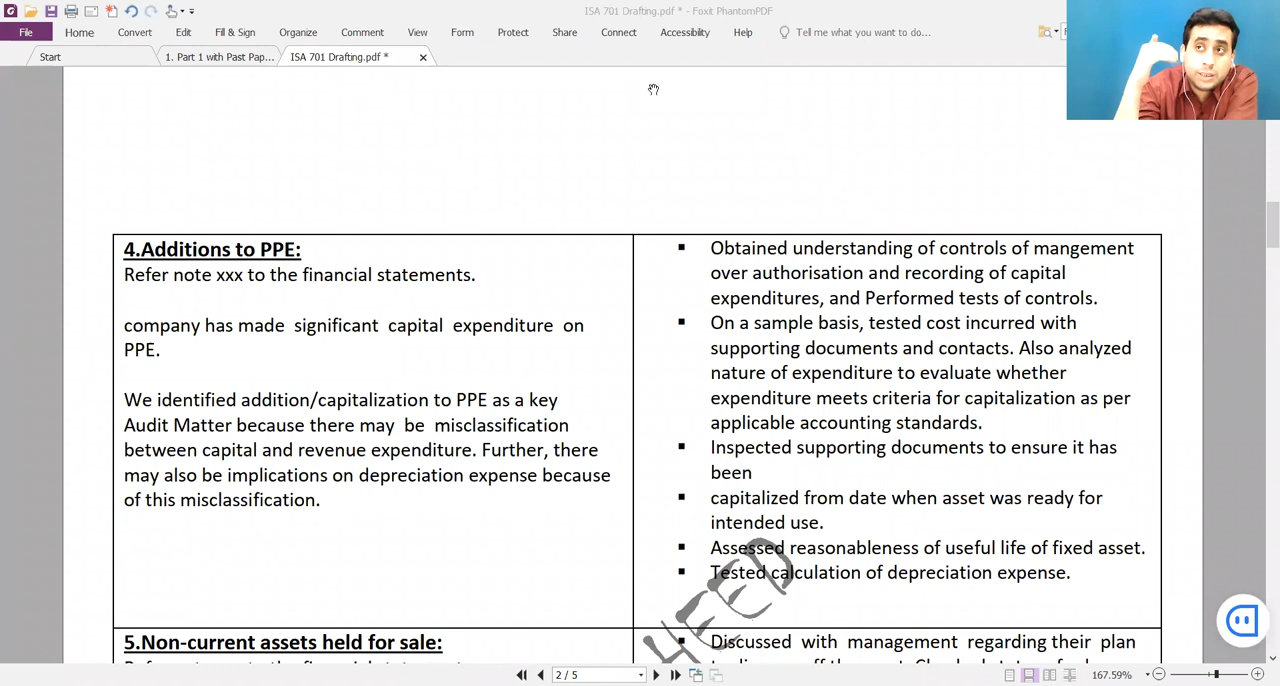 ISA 701 Drafting.pdf * - Foxit PhantomPDF
File Home Convert Edit Fill & Sign Organize Comment View Form Protect Share Connect Accessibility Help Tell me what you want to do...
Start 1. Part 1 with Past Pap... ISA 701 Drafting.pdf *
4.Additions to PPE:
Refer note xxx to the financial statements.
company has made significant capital expenditure on
PPE.
We identified addition/capitalization to PPE as a key
Audit Matter because there may be misclassification
between capital and revenue expenditure. Further, there
may also be implications on depreciation expense because
of this misclassification.
▪ Obtained understanding of controls of mangement
over authorisation and recording of capital
expenditures, and Performed tests of controls.
▪ On a sample basis, tested cost incurred with
supporting documents and contacts. Also analyzed
nature of expenditure to evaluate whether
expenditure meets criteria for capitalization as per
applicable accounting standards.
▪ Inspected supporting documents to ensure it has
been
▪ capitalized from date when asset was ready for
intended use.
▪ Assessed reasonableness of useful life of fixed asset.
▪ Tested calculation of depreciation expense.
HEED
5.Non-current assets held for sale:
▪ Discussed with management regarding their plan
2 / 5
167.59%